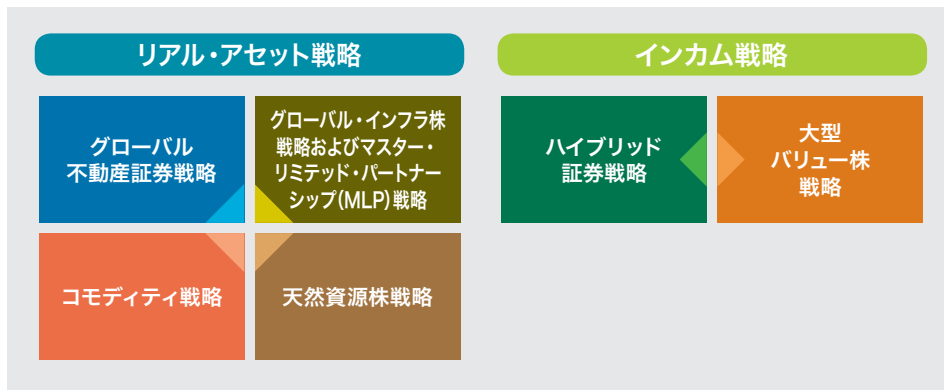 リアル・アセット戦略
インカム戦略
グローバル
不動産証券戦略
グローバル・インフラ株
戦略およびマスター・
リミテッド・パートナー
シップ(MLP)戦略
ハイブリッド
証券戦略
大型
バリュー株
戦略
コモディティ戦略
天然資源株戦略